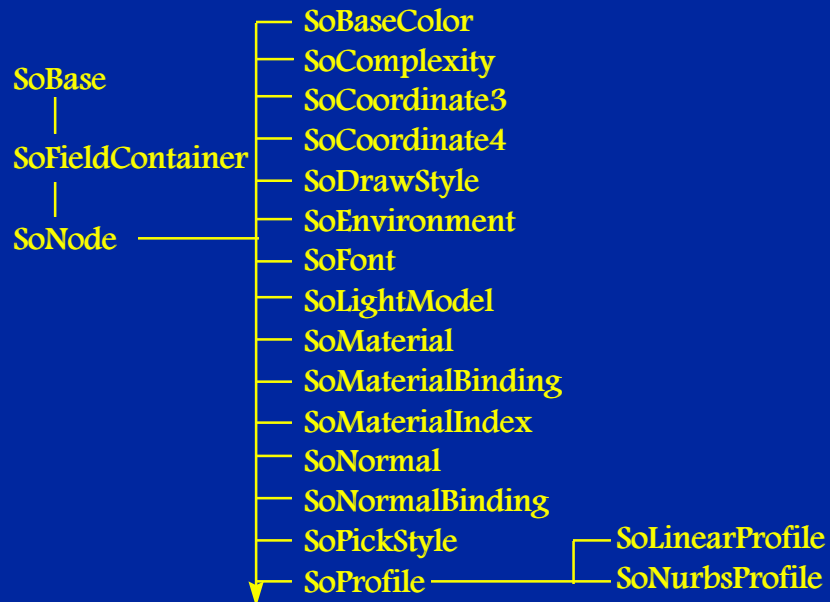 SoBase
SoFieldContainer
SoNode
SoBaseColor
SoComplexity
SoCoordinate3
SoCoordinate4
SoDrawStyle
SoEnvironment
SoFont
SoLightModel
SoMaterial
SoMaterialBinding
SoMaterialIndex
SoNormal
SoNormalBinding
SoPickStyle
SoProfile
SoLinearProfile
SoNurbsProfile